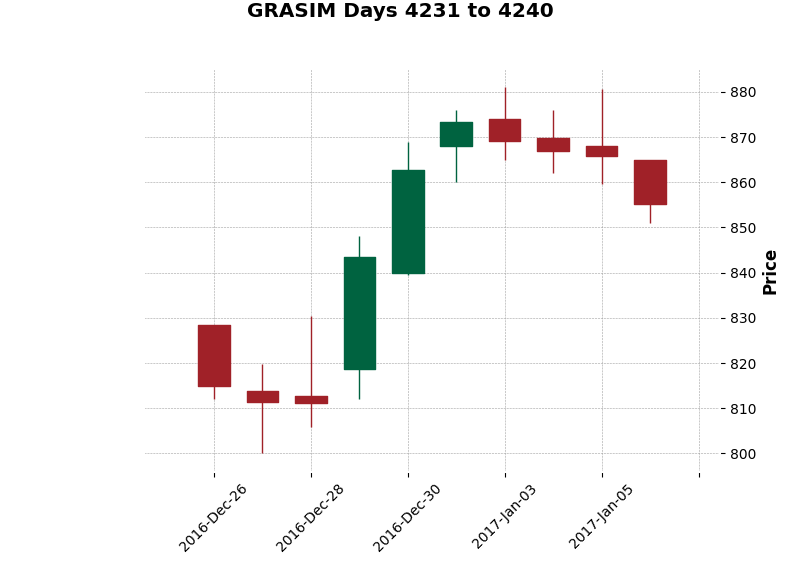 GRASIM Days 4231 to 4240
880
870
860
850
840
830
820
810
800
Price
2016-Dec-26
2016-Dec-28
2016-Dec-30
2017-Jan-03
2017-Jan-05